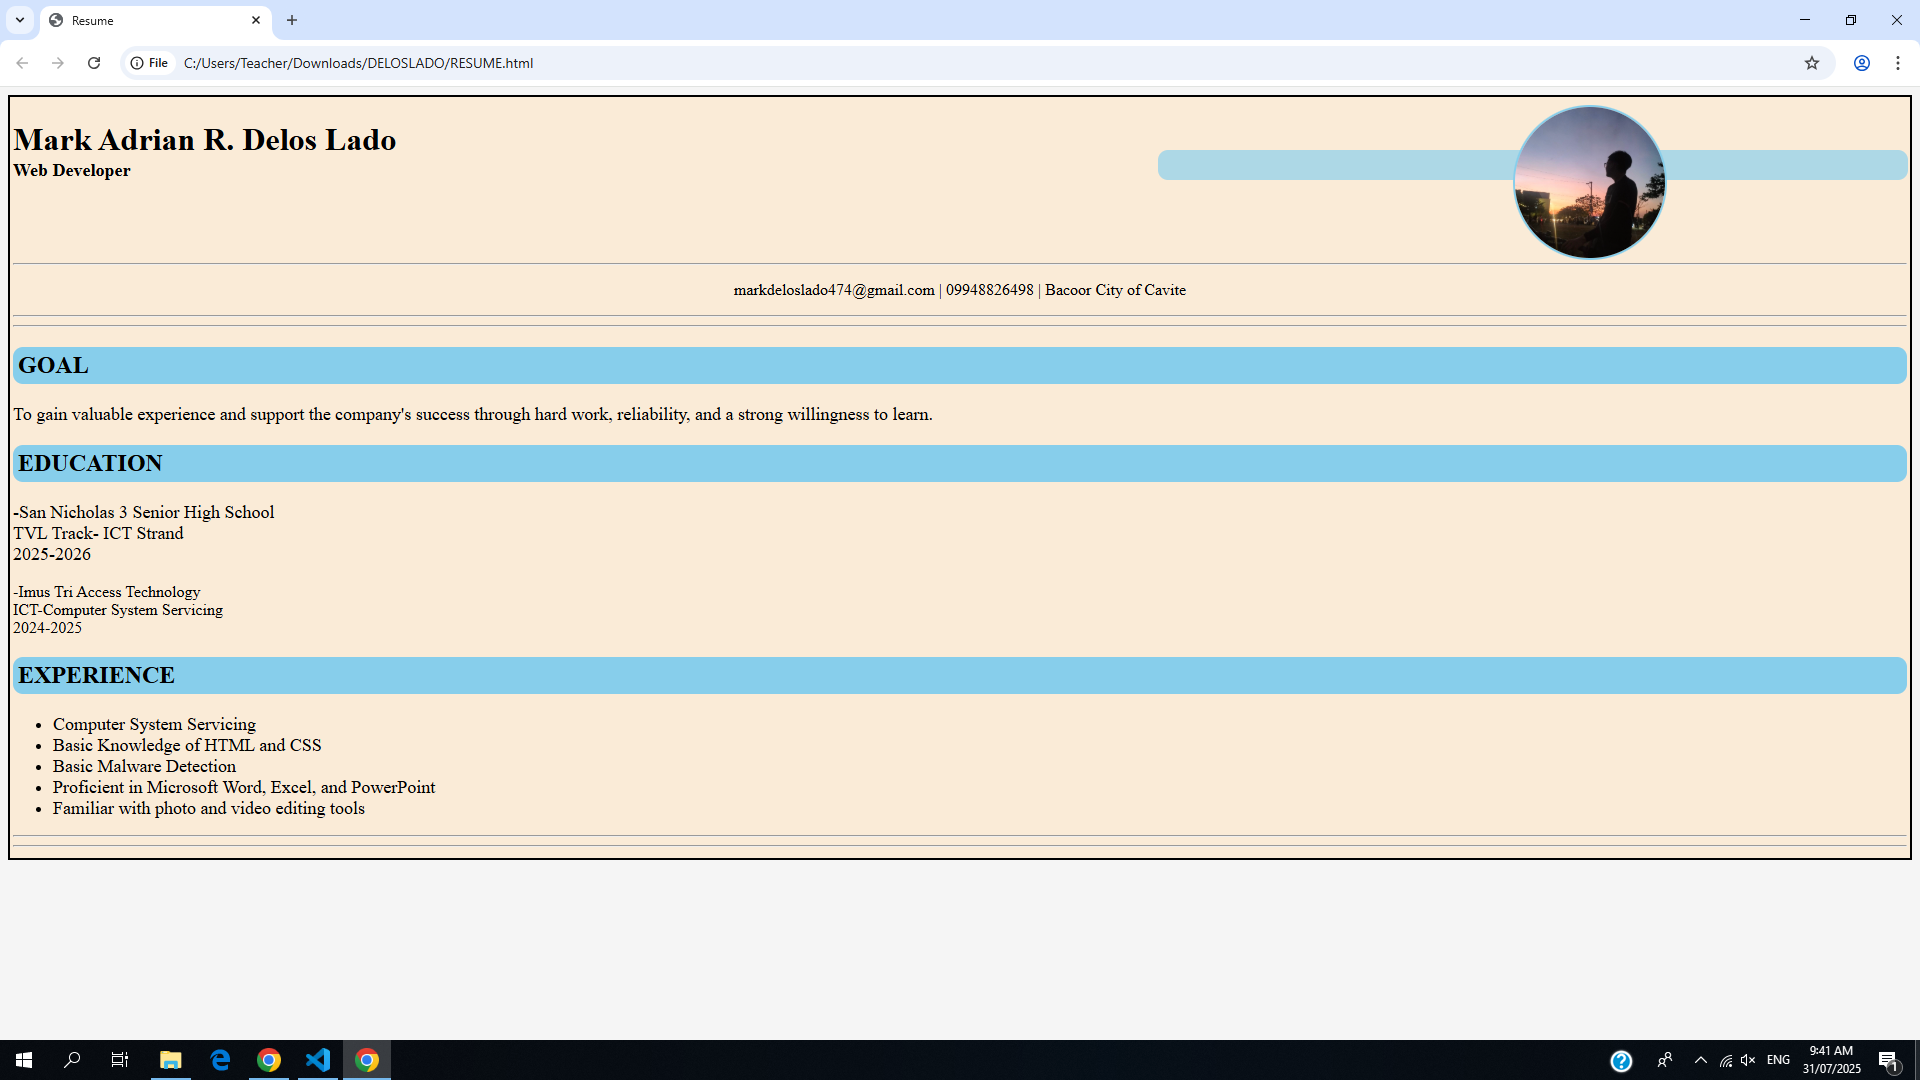 Resume
File
C:/Users/Teacher/Downloads/DELOSLADO/RESUME.html
Mark Adrian R. Delos Lado
Web Developer
markdeloslado474@gmail.com | 09948826498 | Bacoor City of Cavite
GOAL
To gain valuable experience and support the company's success through hard work, reliability, and a strong willingness to learn.
EDUCATION
-San Nicholas 3 Senior High School
TVL Track- ICT Strand
2025-2026
-Imus Tri Access Technology
ICT-Computer System Servicing
2024-2025
EXPERIENCE
• Computer System Servicing
• Basic Knowledge of HTML and CSS
• Basic Malware Detection
• Proficient in Microsoft Word, Excel, and PowerPoint
• Familiar with photo and video editing tools
ENG
9:41 AM
31/07/2025
1